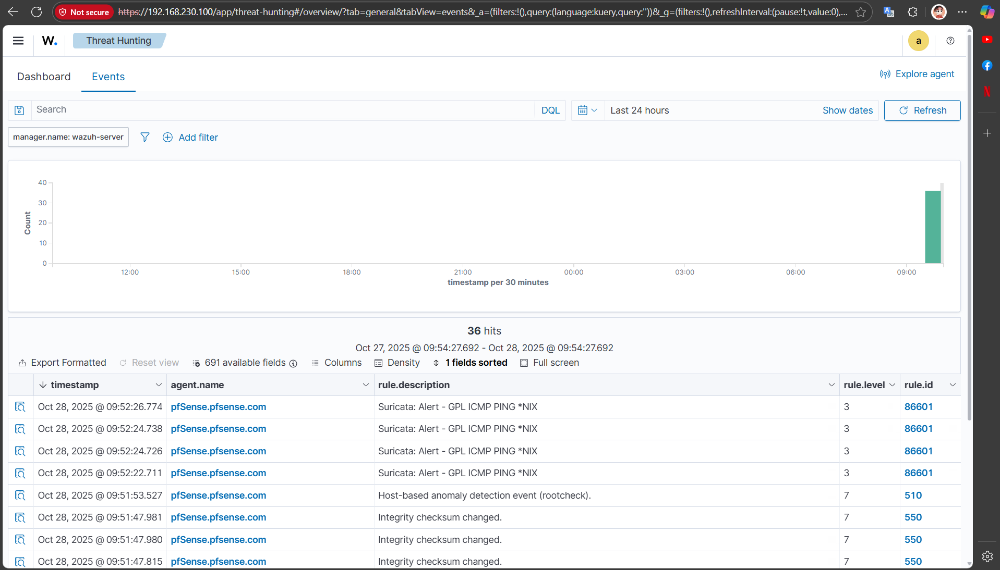 Not secure https://192.168.230.100/app/threat-hunting#/overview/?tab=general&tabView=events&_a=(filters:!(),query:(language:kuery,query:''))&_g=(filters:!(),refreshInterval:(pause:!t,value:0),...
W. Threat Hunting a
Dashboard Events Explore agent
Search DQL Last 24 hours Show dates Refresh
manager.name: wazuh-server Add filter
40
30
20
10
0
Count
12:00 15:00 18:00 21:00 00:00 03:00 06:00 09:00
timestamp per 30 minutes
36 hits
Oct 27, 2025 @ 09:54:27.692 - Oct 28, 2025 @ 09:54:27.692
Export Formatted Reset view 691 available fields Columns Density 1 fields sorted Full screen
timestamp agent.name rule.description rule.level rule.id
Oct 28, 2025 @ 09:52:26.774 pfSense.pfsense.com Suricata: Alert - GPL ICMP PING *NIX 3 86601
Oct 28, 2025 @ 09:52:24.738 pfSense.pfsense.com Suricata: Alert - GPL ICMP PING *NIX 3 86601
Oct 28, 2025 @ 09:52:24.726 pfSense.pfsense.com Suricata: Alert - GPL ICMP PING *NIX 3 86601
Oct 28, 2025 @ 09:52:22.711 pfSense.pfsense.com Suricata: Alert - GPL ICMP PING *NIX 3 86601
Oct 28, 2025 @ 09:51:53.527 pfSense.pfsense.com Host-based anomaly detection event (rootcheck). 7 510
Oct 28, 2025 @ 09:51:47.981 pfSense.pfsense.com Integrity checksum changed. 7 550
Oct 28, 2025 @ 09:51:47.980 pfSense.pfsense.com Integrity checksum changed. 7 550
Oct 28, 2025 @ 09:51:47.815 pfSense.pfsense.com Integrity checksum changed. 7 550